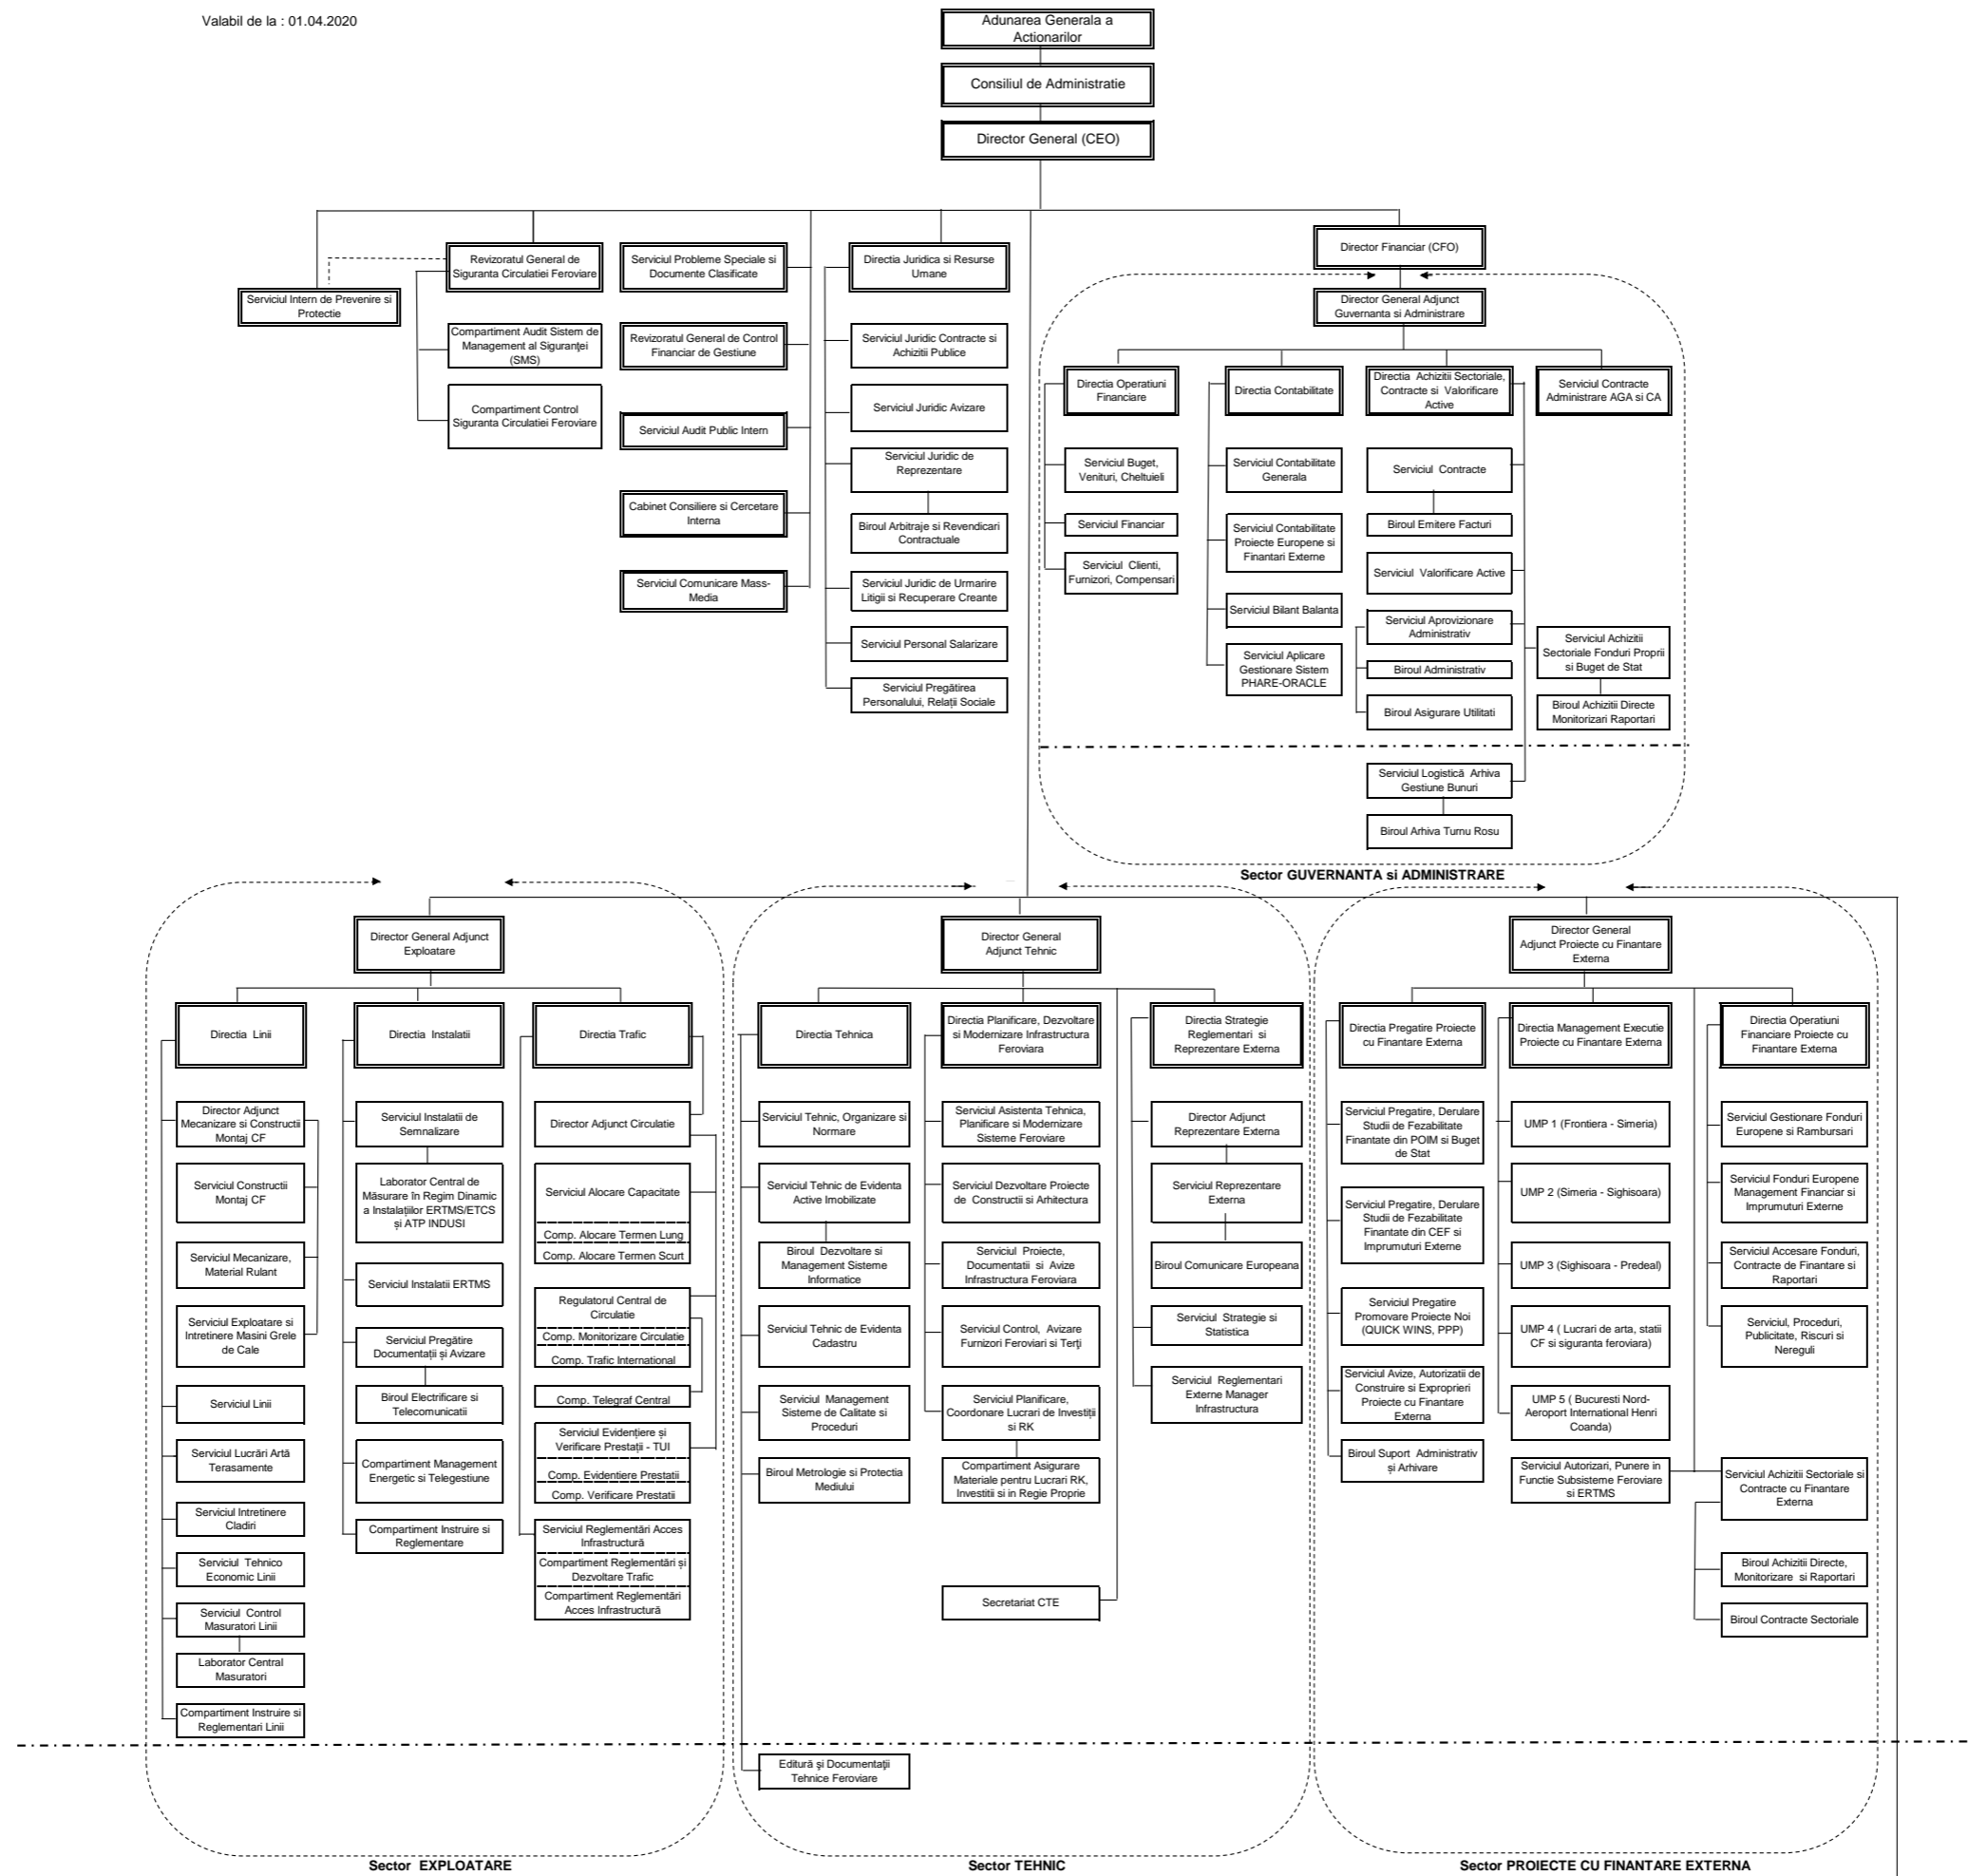 Valabil de la : 01.04.2020
Adunarea Generala a
Actionarilor
Consiliul de Administratie
Director General (CEO)
Director Financiar (CFO)
Revizoratul General de
Siguranta Circulatiei Feroviare
Serviciul Intern de Prevenire si
Protectie
Compartiment Audit Sistem de
Management al Siguranţei
(SMS)
Compartiment Control
Siguranta Circulatiei Feroviare
Serviciul Probleme Speciale si
Documente Clasificate
Revizoratul General de Control
Financiar de Gestiune
Serviciul Audit Public Intern
Cabinet Consiliere si Cercetare
Interna
Serviciul Comunicare Mass-
Media
Directia Juridica si Resurse
Umane
Serviciul Juridic Contracte si
Achizitii Publice
Serviciul Juridic Avizare
Serviciul Juridic de
Reprezentare
Biroul Arbitraje si Revendicari
Contractuale
Serviciul Juridic de Urmarire
Litigii si Recuperare Creante
Serviciul Personal Salarizare
Serviciul Pregătirea
Personalului, Relații Sociale
Director General Adjunct
Guvernanta si Administrare
Directia Operatiuni
Financiare
Serviciul Buget,
Venituri, Cheltuieli
Serviciul Financiar
Serviciul Clienti,
Furnizori, Compensari
Directia Contabilitate
Serviciul Contabilitate
Generala
Serviciul Contabilitate
Proiecte Europene si
Finantari Externe
Serviciul Bilant Balanta
Serviciul Aplicare
Gestionare Sistem
PHARE-ORACLE
Directia Achizitii Sectoriale,
Contracte si Valorificare
Active
Serviciul Contracte
Biroul Emitere Facturi
Serviciul Valorificare Active
Serviciul Aprovizionare
Administrativ
Biroul Administrativ
Biroul Asigurare Utilitati
Serviciul Contracte
Administrare AGA si CA
Serviciul Achizitii
Sectoriale Fonduri Proprii
si Buget de Stat
Biroul Achizitii Directe
Monitorizari Raportari
Serviciul Logistică Arhiva
Gestiune Bunuri
Biroul Arhiva Turnu Rosu
Sector GUVERNANTA si ADMINISTRARE
Director General Adjunct
Exploatare
Directia Linii
Director Adjunct
Mecanizare si Constructii
Montaj CF
Serviciul Constructii
Montaj CF
Serviciul Mecanizare,
Material Rulant
Serviciul Exploatare si
Intretinere Masini Grele
de Cale
Serviciul Linii
Serviciul Lucrări Artă
Terasamente
Serviciul Intretinere
Cladiri
Serviciul Tehnico
Economic Linii
Serviciul Control
Masuratori Linii
Laborator Central
Masuratori
Compartiment Instruire si
Reglementari Linii
Directia Instalatii
Serviciul Instalatii de
Semnalizare
Laborator Central de
Măsurare în Regim Dinamic
a Instalațiilor ERTMS/ETCS
și ATP INDUSI
Serviciul Instalatii ERTMS
Serviciul Pregătire
Documentații și Avizare
Biroul Electrificare si
Telecomunicatii
Compartiment Management
Energetic si Telegestiune
Compartiment Instruire si
Reglementare
Directia Trafic
Director Adjunct Circulatie
Serviciul Alocare Capacitate
Comp. Alocare Termen Lung
Comp. Alocare Termen Scurt
Regulatorul Central de
Circulatie
Comp. Monitorizare Circulatie
Comp. Trafic International
Comp. Telegraf Central
Serviciul Evidențiere și
Verificare Prestații - TUI
Comp. Evidentiere Prestatii
Comp. Verificare Prestatii
Serviciul Reglementări Acces
Infrastructură
Compartiment Reglementări și
Dezvoltare Trafic
Compartiment Reglementări
Acces Infrastructură
Sector EXPLOATARE
Director General
Adjunct Tehnic
Directia Tehnica
Serviciul Tehnic, Organizare si
Normare
Serviciul Tehnic de Evidenta
Active Imobilizate
Biroul Dezvoltare si
Management Sisteme
Informatice
Serviciul Tehnic de Evidenta
Cadastru
Serviciul Management
Sisteme de Calitate si
Proceduri
Biroul Metrologie si Protectia
Mediului
Editură şi Documentaţii
Tehnice Feroviare
Directia Planificare, Dezvoltare
si Modernizare Infrastructura
Feroviara
Serviciul Asistenta Tehnica,
Planificare si Modernizare
Sisteme Feroviare
Serviciul Dezvoltare Proiecte
de Constructii si Arhitectura
Serviciul Proiecte,
Documentatii si Avize
Infrastructura Feroviara
Serviciul Control, Avizare
Furnizori Feroviari si Terţi
Serviciul Planificare,
Coordonare Lucrari de Investiții
si RK
Compartiment Asigurare
Materiale pentru Lucrari RK,
Investitii si in Regie Proprie
Secretariat CTE
Directia Strategie
Reglementari si
Reprezentare Externa
Director Adjunct
Reprezentare Externa
Serviciul Reprezentare
Externa
Biroul Comunicare Europeana
Serviciul Strategie si
Statistica
Serviciul Reglementari
Externe Manager
Infrastructura
Sector TEHNIC
Director General
Adjunct Proiecte cu Finantare
Externa
Directia Pregatire Proiecte
cu Finantare Externa
Serviciul Pregatire, Derulare
Studii de Fezabilitate
Finantate din POIM si Buget
de Stat
Serviciul Pregatire, Derulare
Studii de Fezabilitate
Finantate din CEF si
Imprumuturi Externe
Serviciul Pregatire
Promovare Proiecte Noi
(QUICK WINS, PPP)
Serviciul Avize, Autorizatii de
Construire si Exproprieri
Proiecte cu Finantare
Externa
Biroul Suport Administrativ
și Arhivare
Directia Management Executie
Proiecte cu Finantare Externa
UMP 1 (Frontiera - Simeria)
UMP 2 (Simeria - Sighisoara)
UMP 3 (Sighisoara - Predeal)
UMP 4 ( Lucrari de arta, statii
CF si siguranta feroviara)
UMP 5 ( Bucuresti Nord-
Aeroport International Henri
Coanda)
Serviciul Autorizari, Punere in
Functie Subsisteme Feroviare
si ERTMS
Directia Operatiuni
Financiare Proiecte cu
Finantare Externa
Serviciul Gestionare Fonduri
Europene si Rambursari
Serviciul Fonduri Europene
Management Financiar si
Imprumuturi Externe
Serviciul Accesare Fonduri,
Contracte de Finantare si
Raportari
Serviciul, Proceduri,
Publicitate, Riscuri si
Nereguli
Serviciul Achizitii Sectoriale si
Contracte cu Finantare
Externa
Biroul Achizitii Directe,
Monitorizare si Raportari
Biroul Contracte Sectoriale
Sector PROIECTE CU FINANTARE EXTERNA